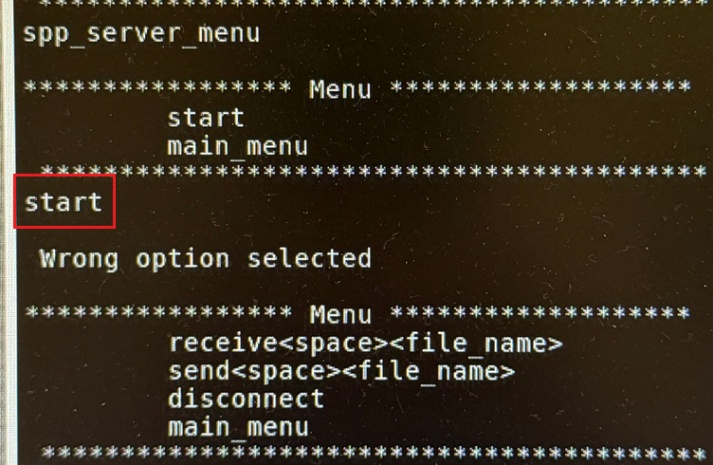 *******************************************
spp_server_menu
***************** Menu *******************
start
main_menu
*******************************************
start
Wrong option selected
***************** Menu *******************
receive<space><file_name>
send<space><file_name>
disconnect
main_menu
*******************************************